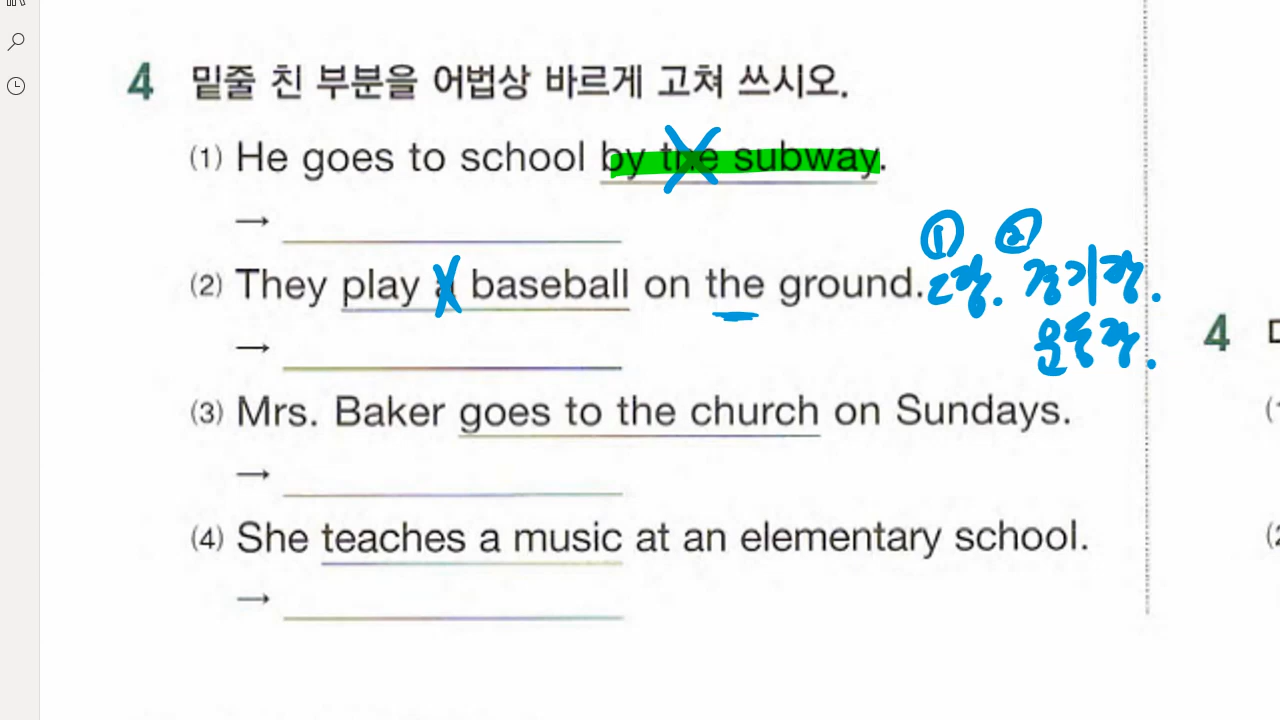 4 밑줄 친 부분을 어법상 바르게 고쳐 쓰시오.
(1) He goes to school by the subway.
→
(2) They play a baseball on the ground.
① ②
땅. 경기장.
운동장.
→
(3) Mrs. Baker goes to the church on Sundays.
→
(4) She teaches a music at an elementary school.
→
4